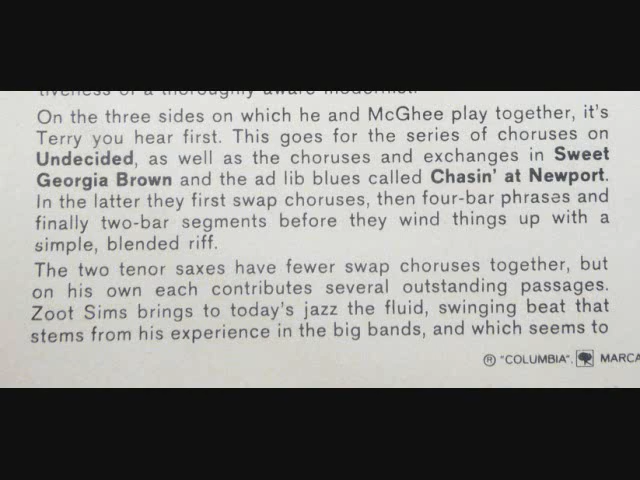 tiveness of a thoroughly aware modernist.
On the three sides on which he and McGhee play together, it's
Terry you hear first. This goes for the series of choruses on
Undecided, as well as the choruses and exchanges in Sweet
Georgia Brown and the ad lib blues called Chasin' at Newport.
In the latter they first swap choruses, then four-bar phrases and
finally two-bar segments before they wind things up with a
simple, blended riff.
The two tenor saxes have fewer swap choruses together, but
on his own each contributes several outstanding passages.
Zoot Sims brings to today's jazz the fluid, swinging beat that
stems from his experience in the big bands, and which seems to
® "COLUMBIA", MARCA